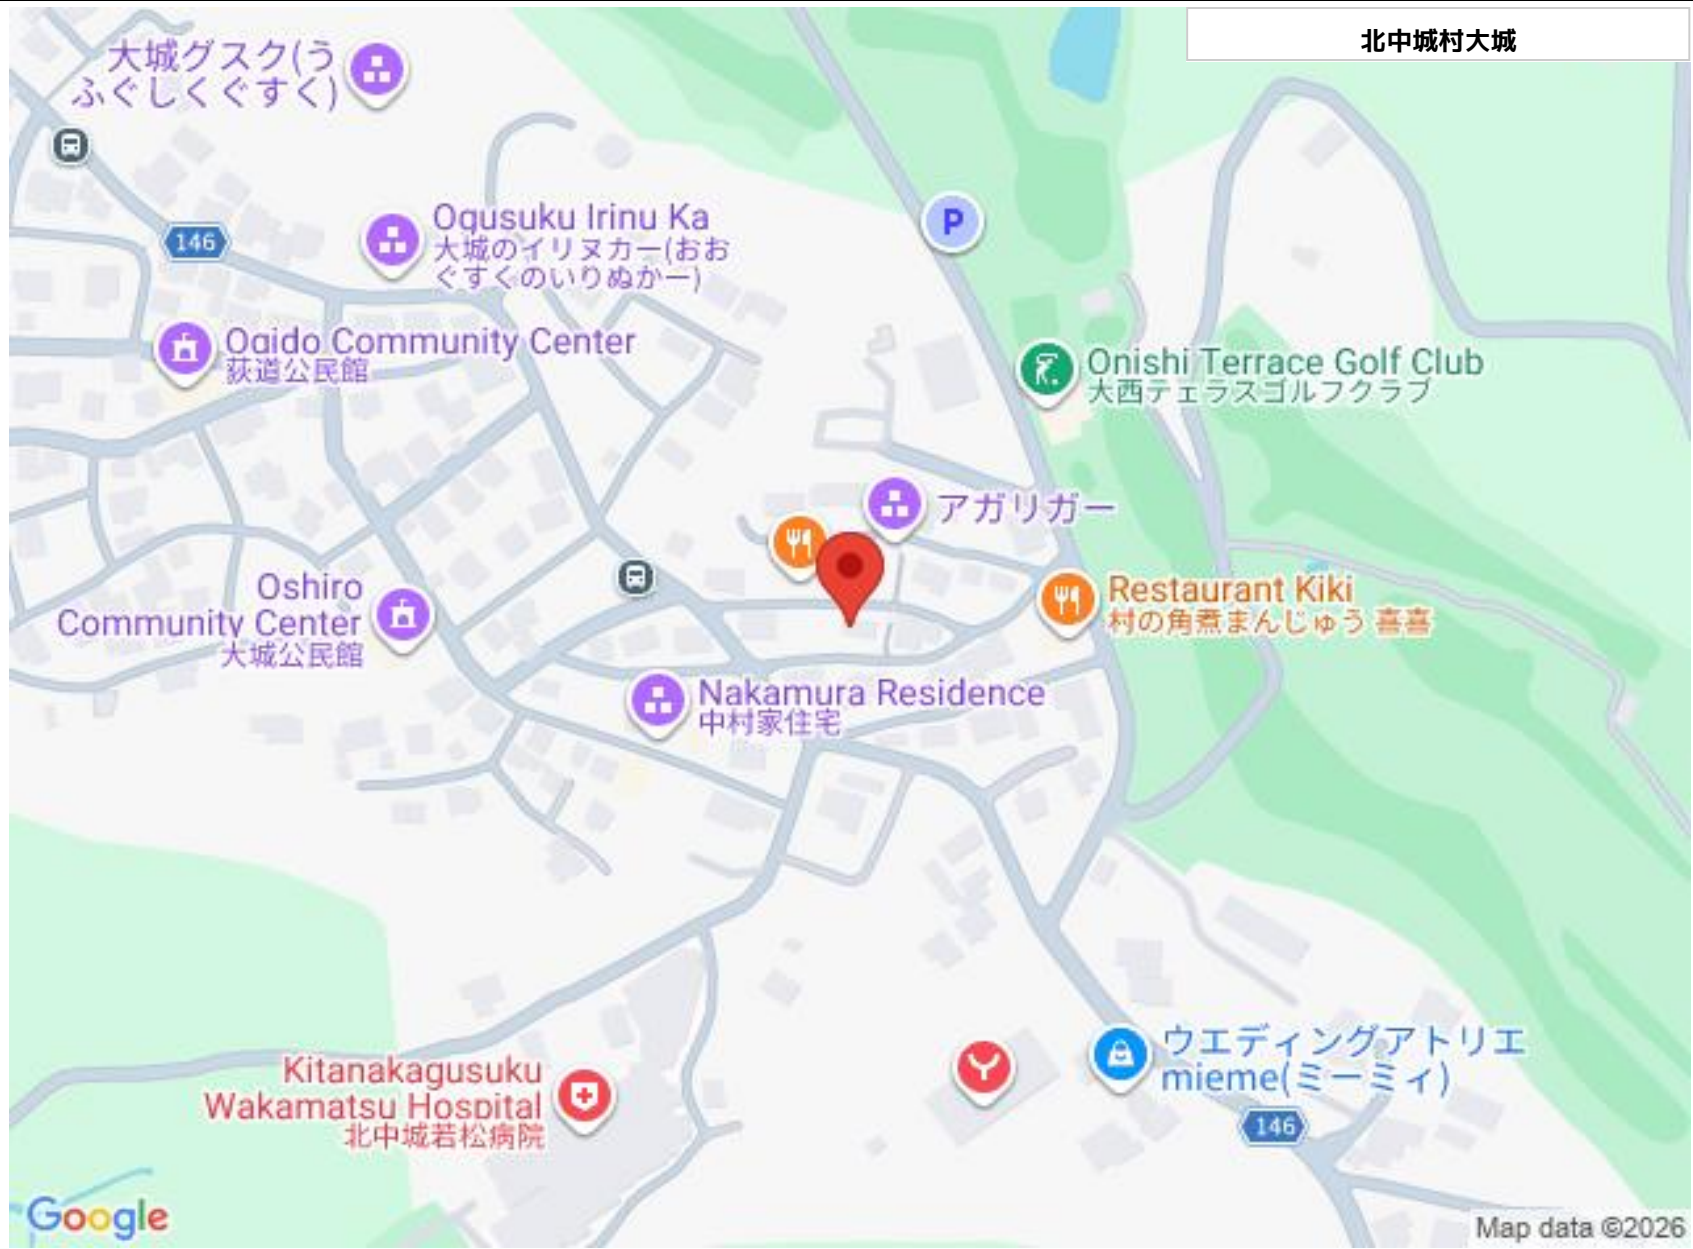 北中城村大城
大城グスク(う
ふぐしくぐすく)
146
Ogusuku Irinu Ka
大城のイリヌカー(おお
ぐすくのいりぬかー)
P
Ogido Community Center
荻道公民館
Onishi Terrace Golf Club
大西テェラスゴルフクラブ
アガリガー
Oshiro
Community Center
大城公民館
Restaurant Kiki
村の角煮まんじゅう 喜喜
Nakamura Residence
中村家住宅
Kitanakagusuku
Wakamatsu Hospital
北中城若松病院
ウエディングアトリエ
mieme(ミーミィ)
146
Google
Map data ©2026